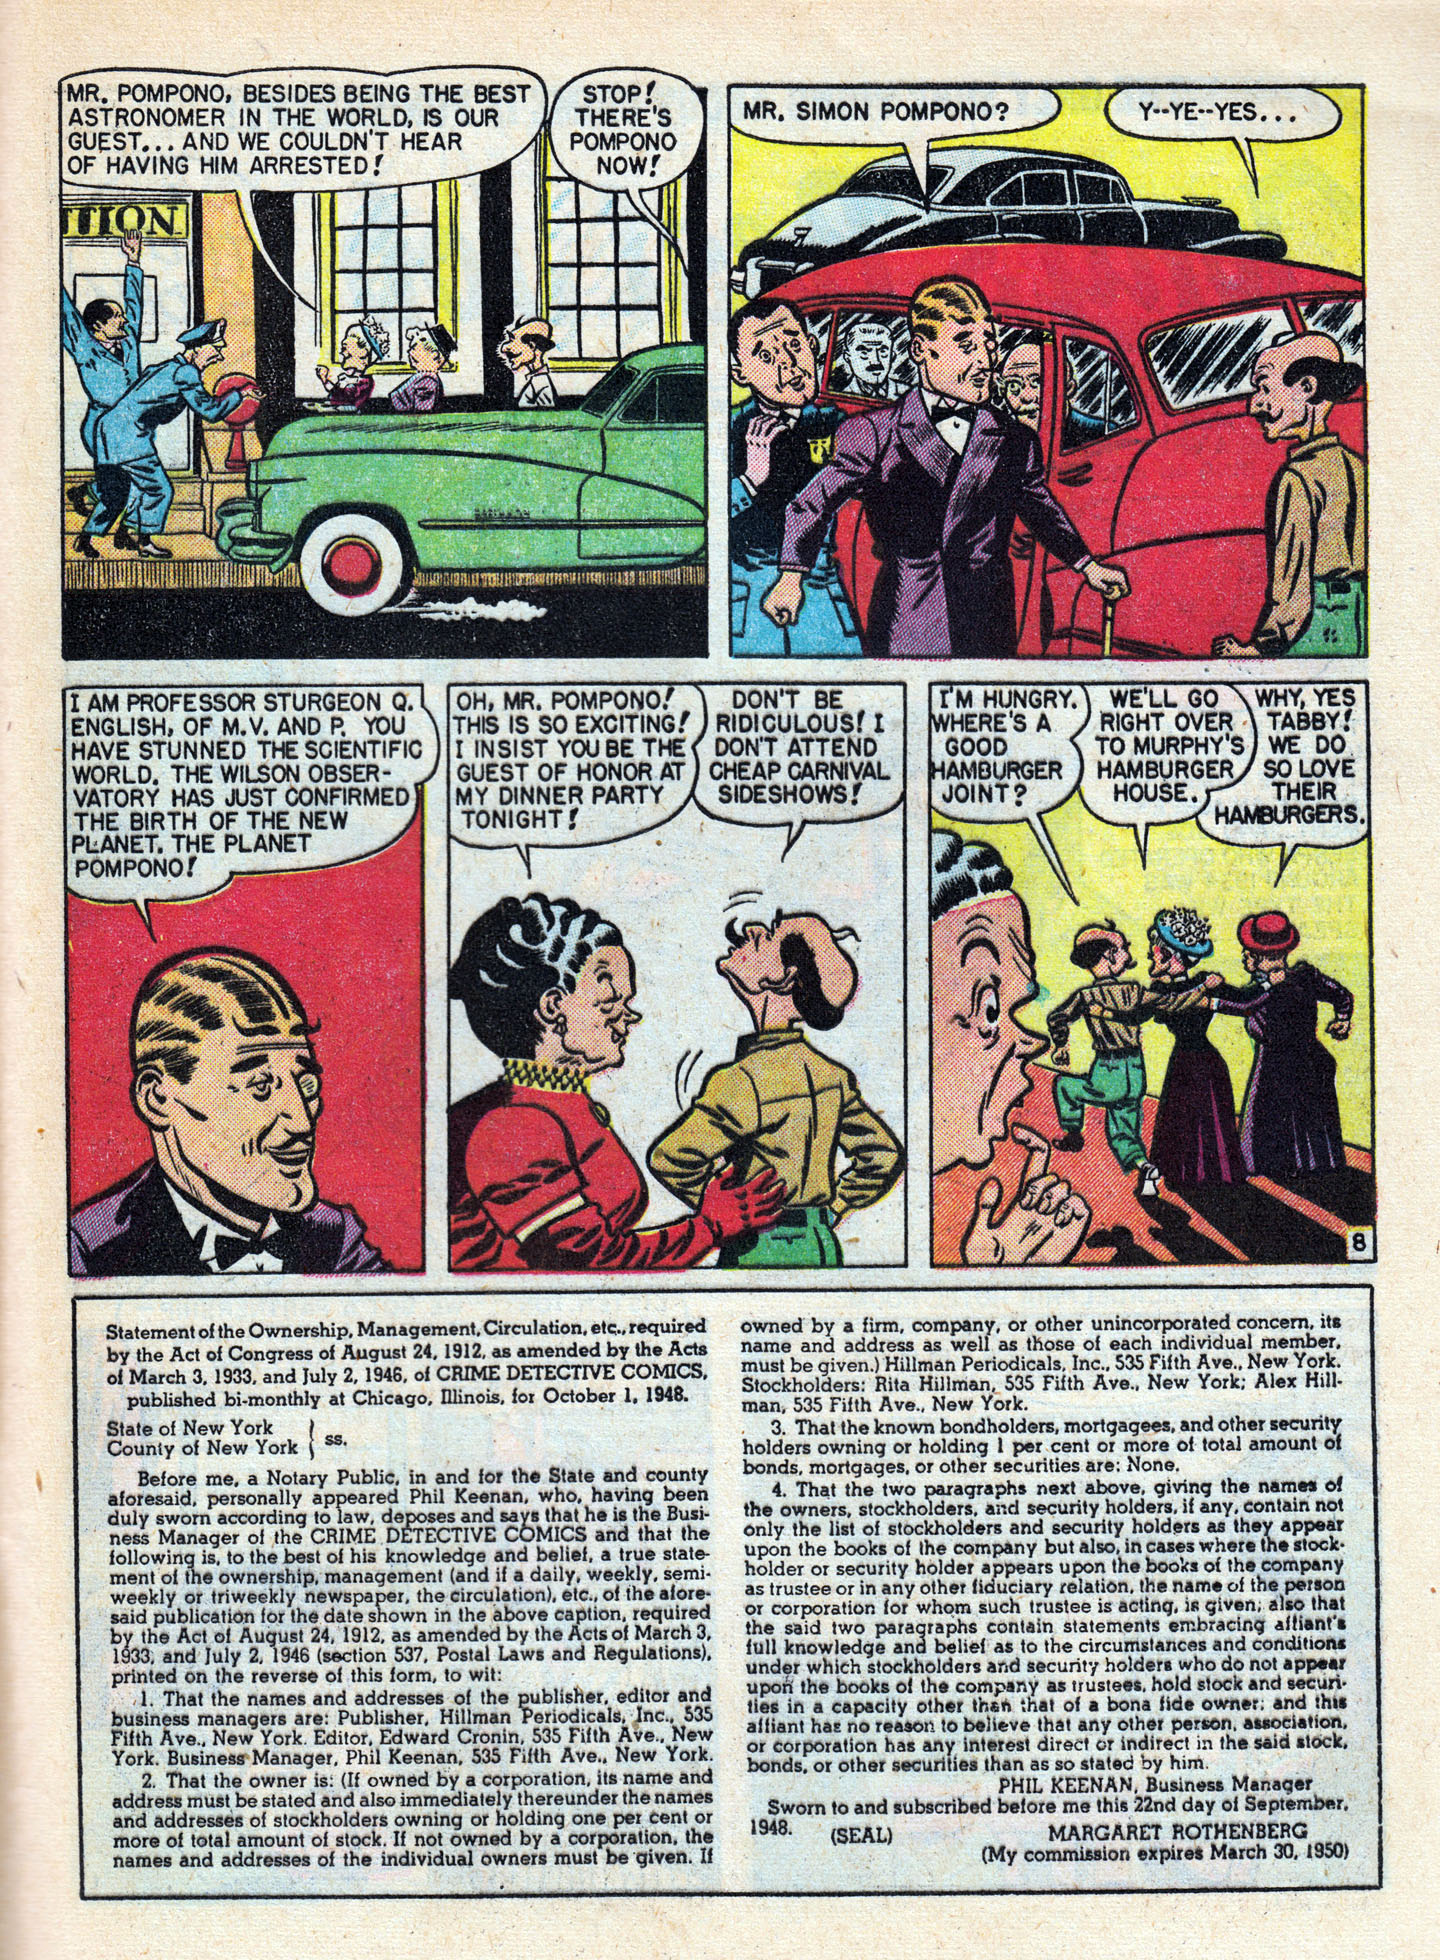 MR. POMPONO, BESIDES BEING THE BEST
ASTRONOMER IN THE WORLD, IS OUR
GUEST... AND WE COULDN'T HEAR
OF HAVING HIM ARRESTED!
STOP!
THERE'S
POMPONO
NOW!
TITION
MR. SIMON POMPONO?
Y--YE--YES...
I AM PROFESSOR STURGEON Q.
ENGLISH, OF M.V. AND P. YOU
HAVE STUNNED THE SCIENTIFIC
WORLD. THE WILSON OBSER-
VATORY HAS JUST CONFIRMED
THE BIRTH OF THE NEW
PLANET. THE PLANET
POMPONO!
OH, MR. POMPONO!
THIS IS SO EXCITING!
I INSIST YOU BE THE
GUEST OF HONOR AT
MY DINNER PARTY
TONIGHT!
DON'T BE
RIDICULOUS! I
DON'T ATTEND
CHEAP CARNIVAL
SIDESHOWS!
I'M HUNGRY.
WHERE'S A
GOOD
HAMBURGER
JOINT?
WE'LL GO
RIGHT OVER
TO MURPHY'S
HAMBURGER
HOUSE.
WHY, YES
TABBY!
WE DO
SO LOVE
THEIR
HAMBURGERS.
8
Statement of the Ownership, Management, Circulation, etc., required
by the Act of Congress of August 24, 1912, as amended by the Acts
of March 3, 1933, and July 2, 1946, of CRIME DETECTIVE COMICS,
published bi-monthly at Chicago, Illinois, for October 1, 1948.
State of New York
County of New York } ss.
Before me, a Notary Public, in and for the State and county
aforesaid, personally appeared Phil Keenan, who, having been
duly sworn according to law, deposes and says that he is the Busi-
ness Manager of the CRIME DETECTIVE COMICS and that the
following is, to the best of his knowledge and belief, a true state-
ment of the ownership, management (and if a daily, weekly, semi-
weekly or triweekly newspaper, the circulation), etc., of the afore-
said publication for the date shown in the above caption, required
by the Act of August 24, 1912, as amended by the Acts of March 3,
1933, and July 2, 1946 (section 537, Postal Laws and Regulations),
printed on the reverse of this form, to wit:
1. That the names and addresses of the publisher, editor and
business managers are: Publisher, Hillman Periodicals, Inc., 535
Fifth Ave., New York. Editor, Edward Cronin, 535 Fifth Ave., New
York. Business Manager, Phil Keenan, 535 Fifth Ave., New York.
2. That the owner is: (If owned by a corporation, its name and
address must be stated and also immediately thereunder the names
and addresses of stockholders owning or holding one per cent or
more of total amount of stock. If not owned by a corporation, the
names and addresses of the individual owners must be given. If
owned by a firm, company, or other unincorporated concern, its
name and address as well as those of each individual member,
must be given.) Hillman Periodicals, Inc., 535 Fifth Ave., New York.
Stockholders: Rita Hillman, 535 Fifth Ave., New York; Alex Hill-
man, 535 Fifth Ave., New York.
3. That the known bondholders, mortgagees, and other security
holders owning or holding 1 per cent or more of total amount of
bonds, mortgages, or other securities are: None.
4. That the two paragraphs next above, giving the names of
the owners, stockholders, and security holders, if any, contain not
only the list of stockholders and security holders as they appear
upon the books of the company but also, in cases where the stock-
holder or security holder appears upon the books of the company
as trustee or in any other fiduciary relation, the name of the person
or corporation for whom such trustee is acting, is given; also that
the said two paragraphs contain statements embracing affiant's
full knowledge and belief as to the circumstances and conditions
under which stockholders and security holders who do not appear
upon the books of the company as trustees, hold stock and securi-
ties in a capacity other than that of a bona fide owner; and this
affiant has no reason to believe that any other person, association,
or corporation has any interest direct or indirect in the said stock,
bonds, or other securities than as so stated by him.
PHIL KEENAN, Business Manager
Sworn to and subscribed before me this 22nd day of September,
1948.
(SEAL) MARGARET ROTHENBERG
(My commission expires March 30, 1950)